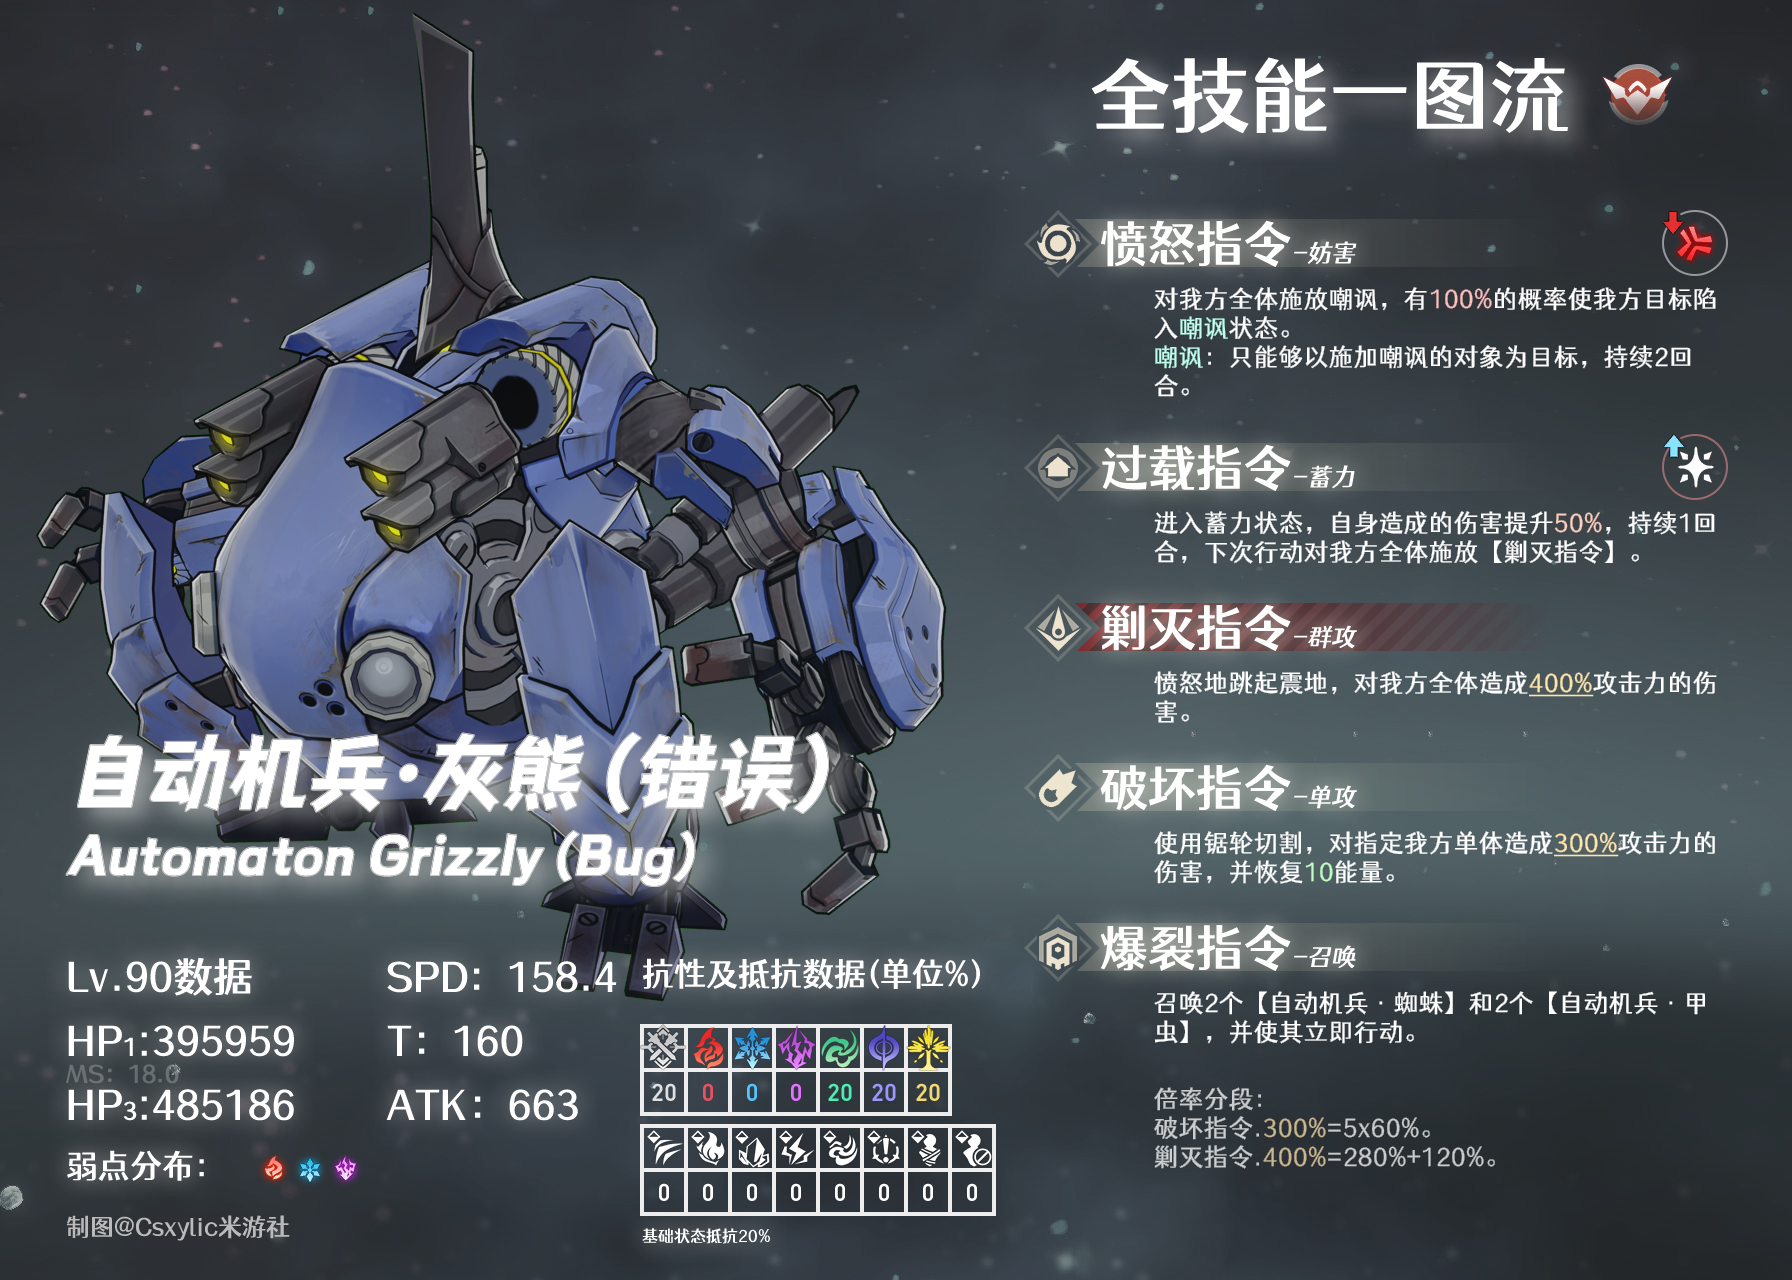 全技能一图流
愤怒指令-妨害
对我方全体施放嘲讽，有100%的概率使我方目标陷
入嘲讽状态。
嘲讽：只能够以施加嘲讽的对象为目标，持续2回
合。
过载指令-蓄力
进入蓄力状态，自身造成的伤害提升50%，持续1回
合，下次行动对我方全体施放【剿灭指令】。
剿灭指令-群攻
愤怒地跳起震地，对我方全体造成400%攻击力的伤
害。
破坏指令-单攻
使用锯轮切割，对指定我方单体造成300%攻击力的
伤害，并恢复10能量。
爆裂指令-召唤
召唤2个【自动机兵·蜘蛛】和2个【自动机兵·甲
虫】，并使其立即行动。
倍率分段：
破坏指令.300%=5x60%。
剿灭指令.400%=280%+120%。
自动机兵·灰熊（错误）
Automaton Grizzly (Bug)
Lv.90数据
SPD：158.4
HP1:395959
T：160
MS：18.0
HP3:485186
ATK：663
弱点分布：
制图@Csxylic米游社
抗性及抵抗数据(单位%)
20 0 0 0 20 20 20
0 0 0 0 0 0 0 0
基础状态抵抗20%